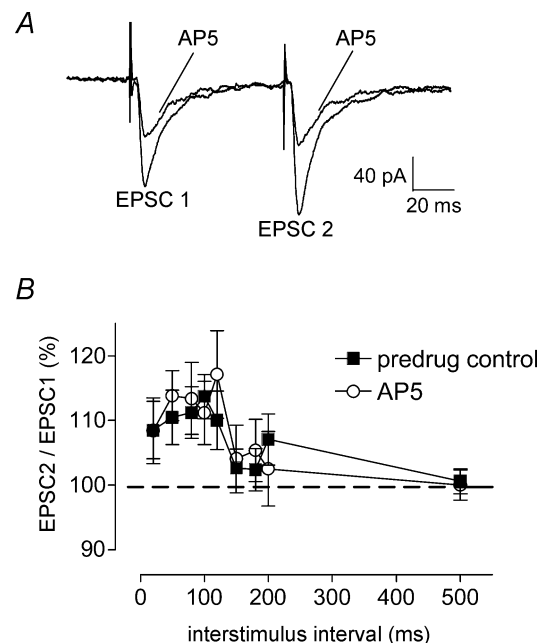 A
AP5
AP5
EPSC 1
EPSC 2
40 pA
20 ms
B
EPSC2 / EPSC1 (%)
120
110
100
90
predrug control
AP5
0 100 200 300 400 500
interstimulus interval (ms)